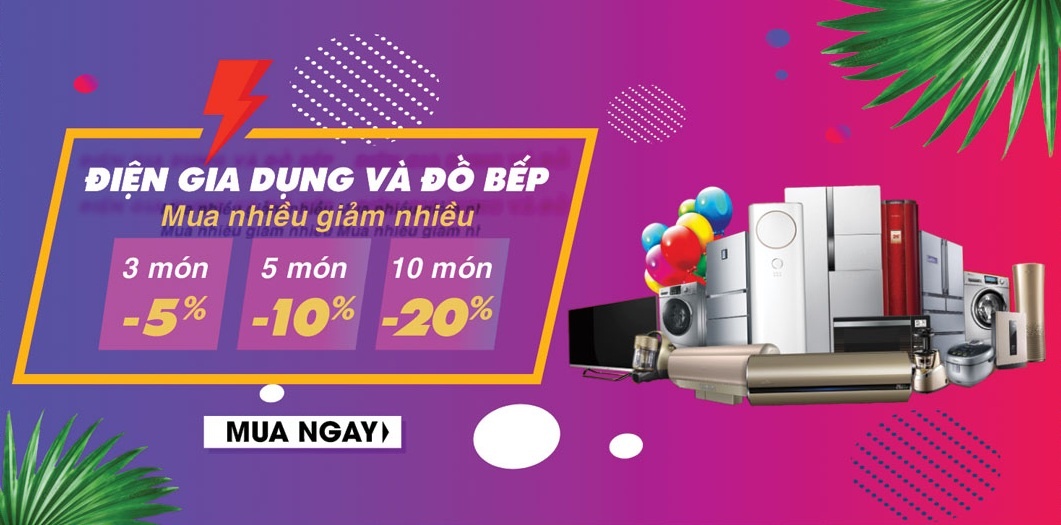 ĐIỆN GIA DỤNG VÀ ĐỒ BẾP
Mua nhiều giảm nhiều
3 món 5 món 10 món
-5% -10% -20%
MUA NGAY